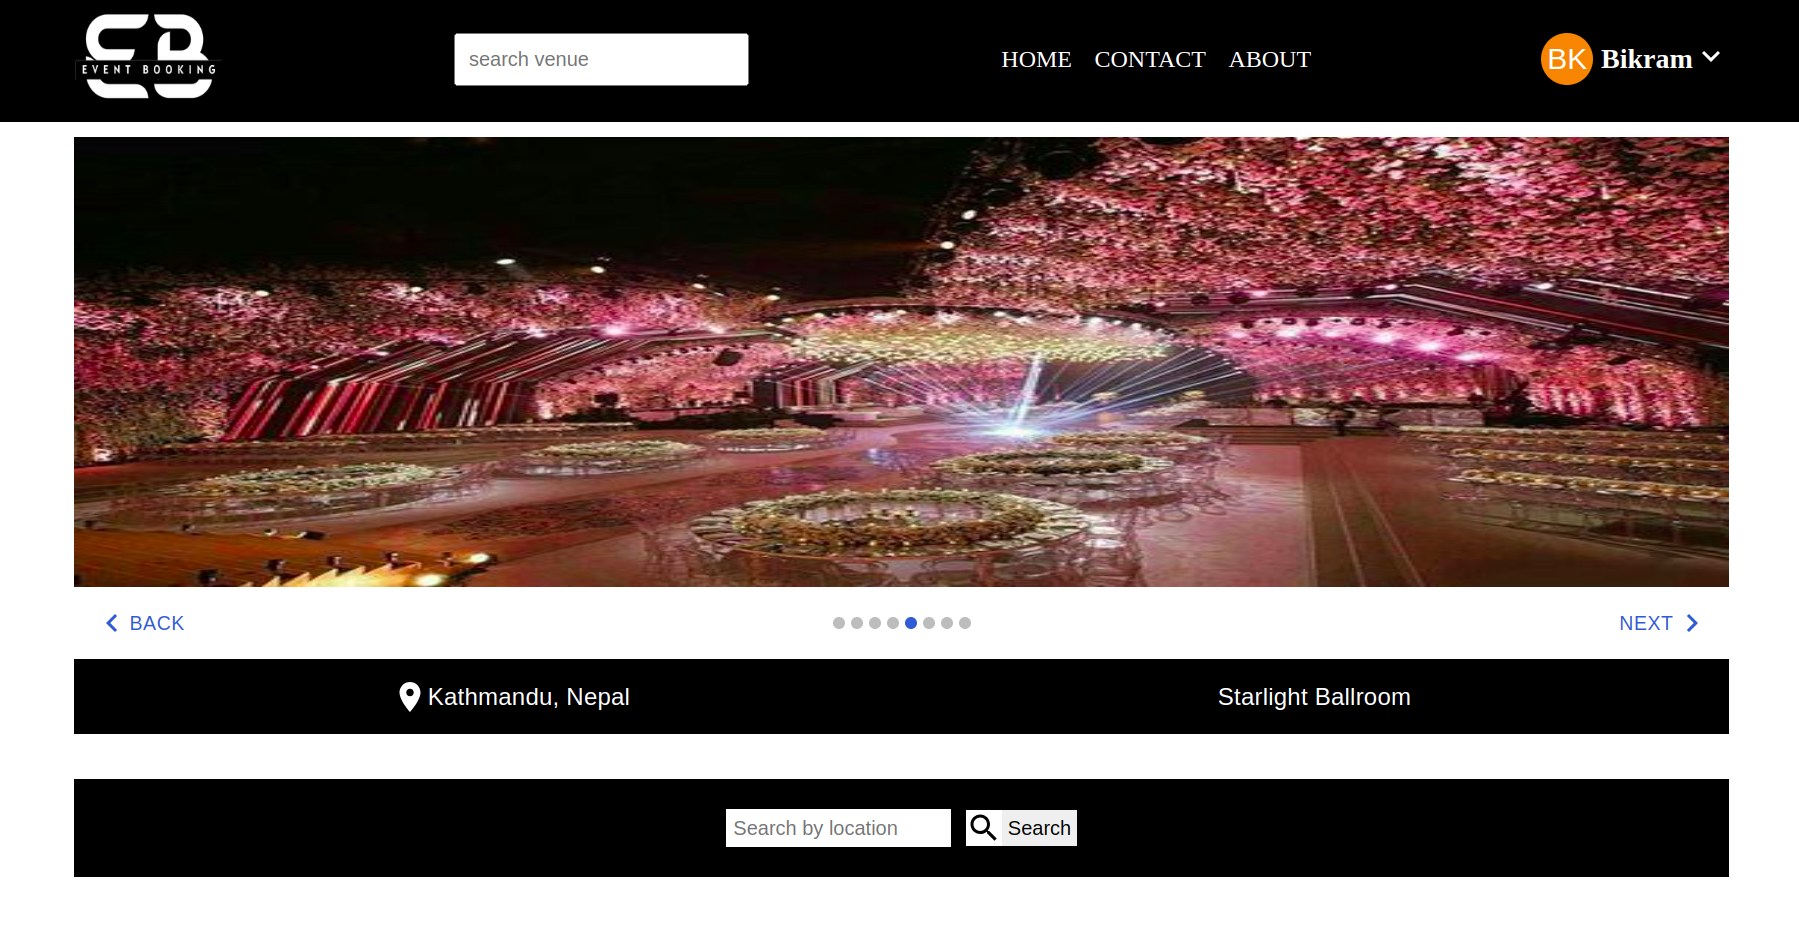 EB
EVENT BOOKING
search venue
HOME CONTACT ABOUT
BK Bikram
BACK
NEXT
Kathmandu, Nepal
Starlight Ballroom
Search by location
Search